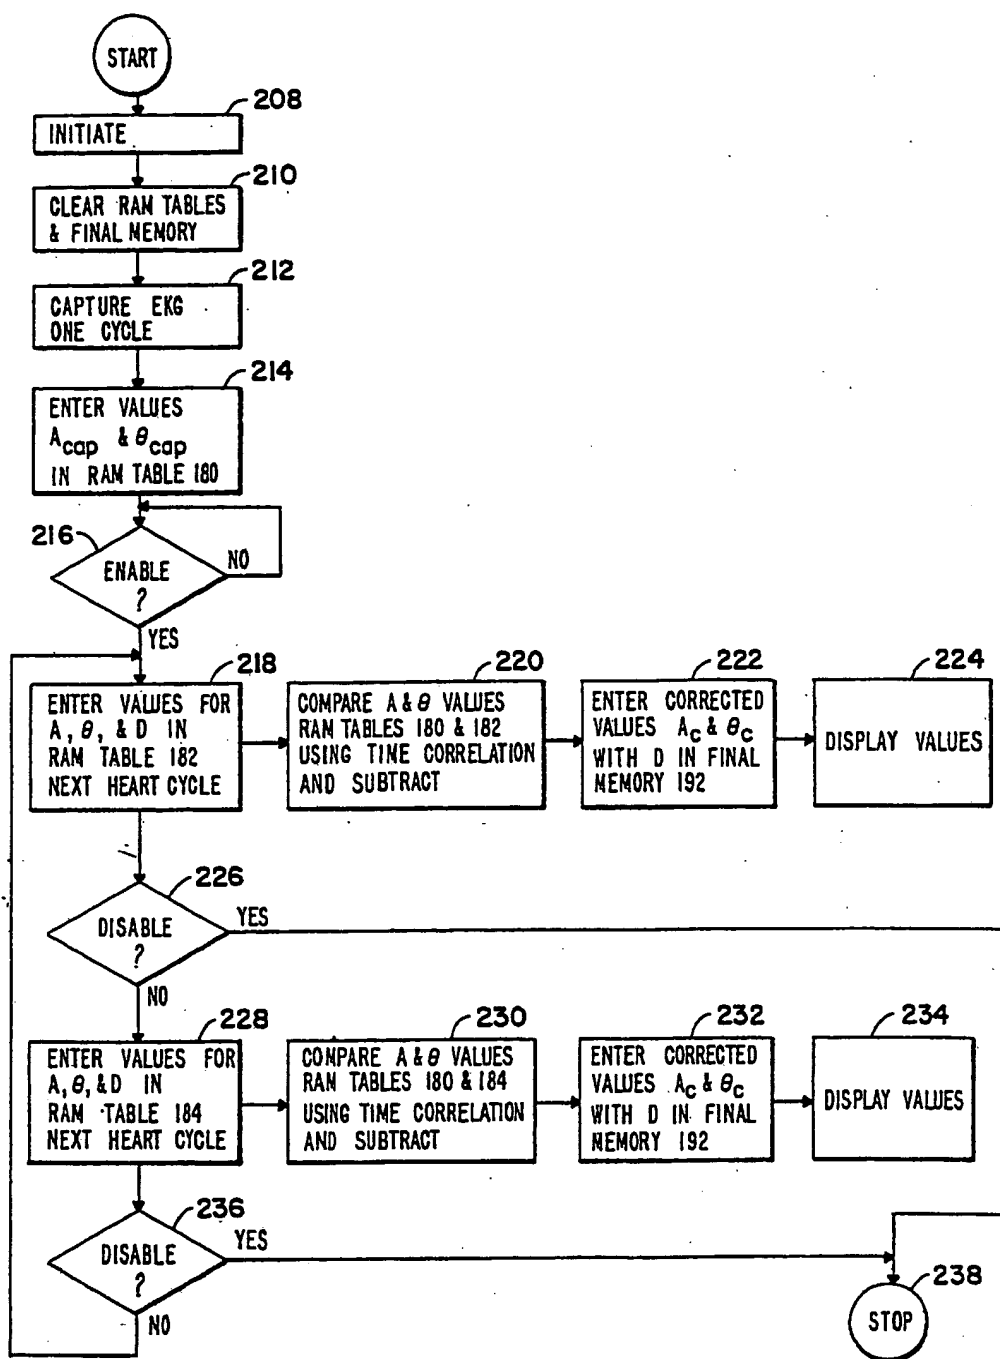 START
208
INITIATE
210
CLEAR RAM TABLES
& FINAL MEMORY
212
CAPTURE EKG
ONE CYCLE
214
ENTER VALUES
Acap & θcap
IN RAM TABLE 180
216
ENABLE
?
NO
YES
218
ENTER VALUES FOR
A, θ, & D IN
RAM TABLE 182
NEXT HEART CYCLE
220
COMPARE A & θ VALUES
RAM TABLES 180 & 182
USING TIME CORRELATION
AND SUBTRACT
222
ENTER CORRECTED
VALUES Ac & θc
WITH D IN FINAL
MEMORY 192
224
DISPLAY VALUES
226
DISABLE
?
YES
NO
228
ENTER VALUES FOR
A, θ, & D IN
RAM TABLE 184
NEXT HEART CYCLE
230
COMPARE A & θ VALUES
RAM TABLES 180 & 184
USING TIME CORRELATION
AND SUBTRACT
232
ENTER CORRECTED
VALUES Ac & θc
WITH D IN FINAL
MEMORY 192
234
DISPLAY VALUES
236
DISABLE
?
YES
NO
238
STOP